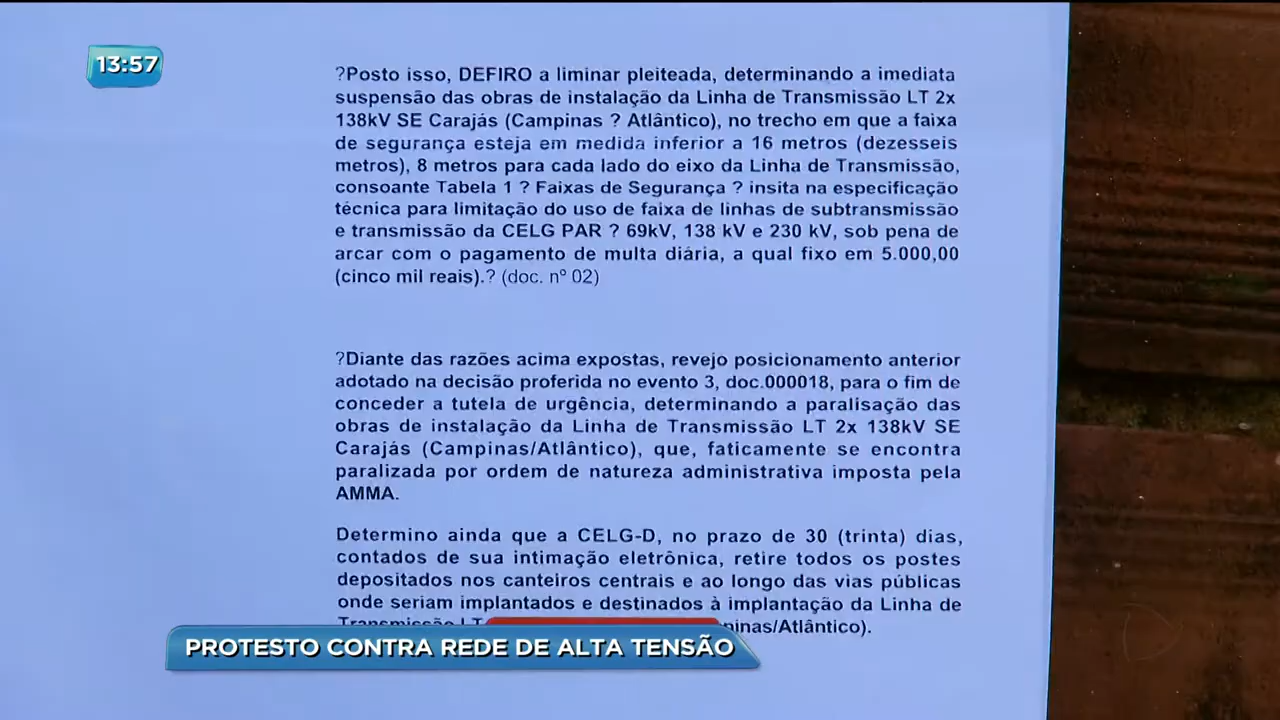 13:57
?Posto isso, DEFIRO a liminar pleiteada, determinando a imediata
suspensão das obras de instalação da Linha de Transmissão LT 2x
138kV SE Carajás (Campinas ? Atlântico), no trecho em que a faixa
de segurança esteja em medida inferior a 16 metros (dezesseis
metros), 8 metros para cada lado do eixo da Linha de Transmissão,
consoante Tabela 1 ? Faixas de Segurança ? insita na especificação
técnica para limitação do uso de faixa de linhas de subtransmissão
e transmissão da CELG PAR ? 69kV, 138 kV e 230 kV, sob pena de
arcar com o pagamento de multa diária, a qual fixo em 5.000,00
(cinco mil reais).? (doc. nº 02)
?Diante das razões acima expostas, revejo posicionamento anterior
adotado na decisão proferida no evento 3, doc.000018, para o fim de
conceder a tutela de urgência, determinando a paralisação das
obras de instalação da Linha de Transmissão LT 2x 138kV SE
Carajás (Campinas/Atlântico), que, faticamente se encontra
paralizada por ordem de natureza administrativa imposta pela
AMMA.
Determino ainda que a CELG-D, no prazo de 30 (trinta) dias,
contados de sua intimação eletrônica, retire todos os postes
depositados nos canteiros centrais e ao longo das vias públicas
onde seriam implantados e destinados à implantação da Linha de
Transmissão LT pinas/Atlântico).
PROTESTO CONTRA REDE DE ALTA TENSÃO